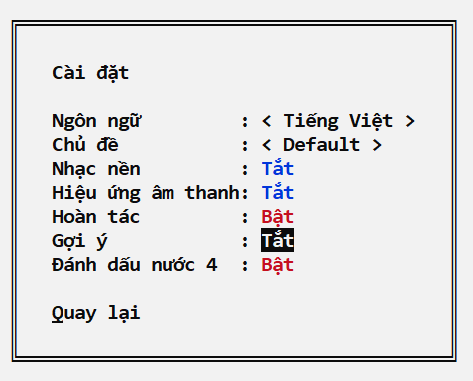 Cài đặt
Ngôn ngữ : < Tiếng Việt >
Chủ đề : < Default >
Nhạc nền : Tắt
Hiệu ứng âm thanh: Tắt
Hoàn tác : Bật
Gợi ý : Tắt
Đánh dấu nước 4 : Bật
Quay lại